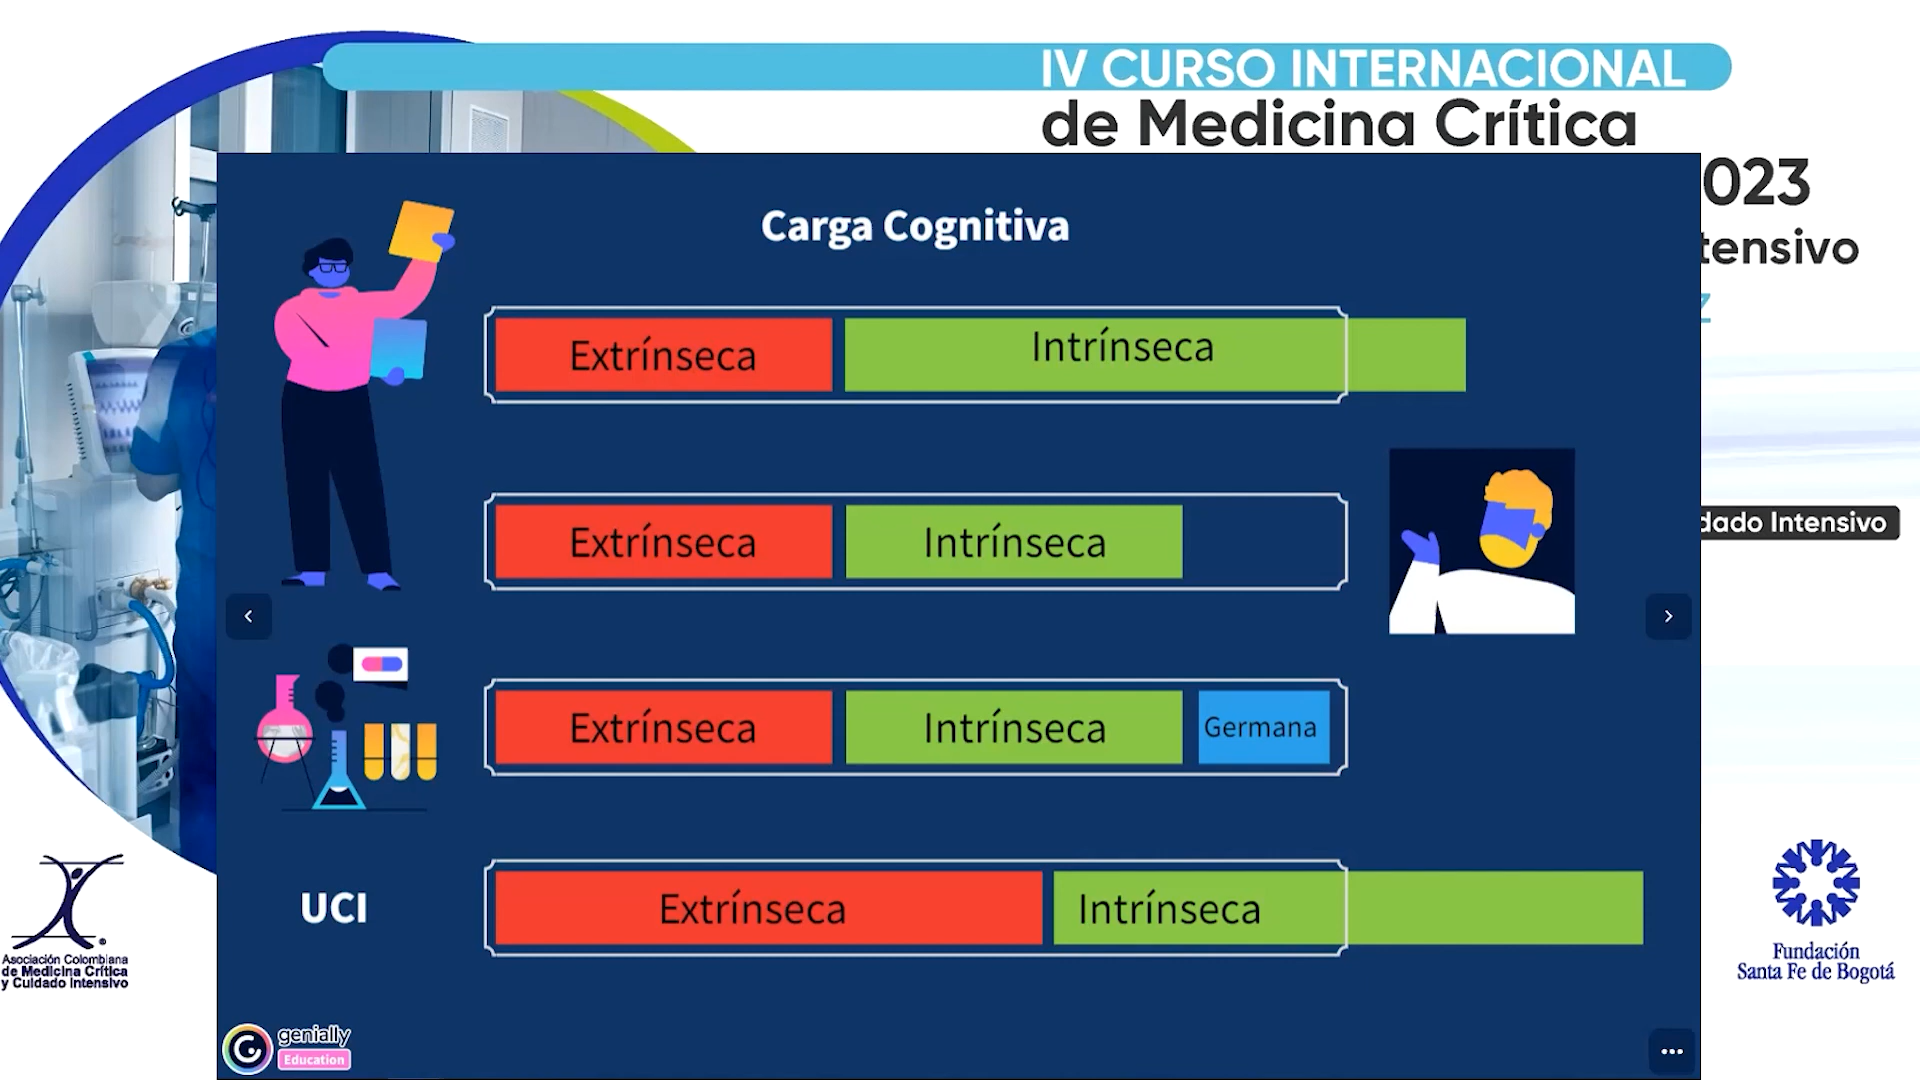 IV CURSO INTERNACIONAL
de Medicina Crítica
023
tensivo
Carga Cognitiva
Extrínseca
Intrínseca
Extrínseca
Intrínseca
dado Intensivo
Extrínseca
Intrínseca
Germana
UCI
Extrínseca
Intrínseca
Asociación Colombiana
de Medicina Crítica
y Cuidado Intensivo
Fundación
Santa Fe de Bogotá
genially
Education